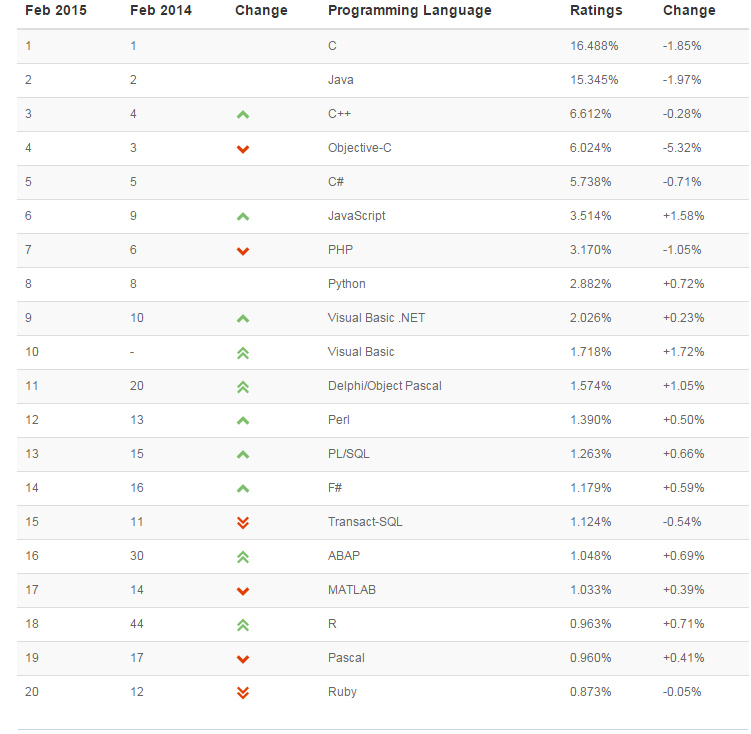 Feb 2015 Feb 2014 Change Programming Language Ratings Change
1 1 C 16.488% -1.85%
2 2 Java 15.345% -1.97%
3 4 C++ 6.612% -0.28%
4 3 Objective-C 6.024% -5.32%
5 5 C# 5.738% -0.71%
6 9 JavaScript 3.514% +1.58%
7 6 PHP 3.170% -1.05%
8 8 Python 2.882% +0.72%
9 10 Visual Basic .NET 2.026% +0.23%
10 - Visual Basic 1.718% +1.72%
11 20 Delphi/Object Pascal 1.574% +1.05%
12 13 Perl 1.390% +0.50%
13 15 PL/SQL 1.263% +0.66%
14 16 F# 1.179% +0.59%
15 11 Transact-SQL 1.124% -0.54%
16 30 ABAP 1.048% +0.69%
17 14 MATLAB 1.033% +0.39%
18 44 R 0.963% +0.71%
19 17 Pascal 0.960% +0.41%
20 12 Ruby 0.873% -0.05%